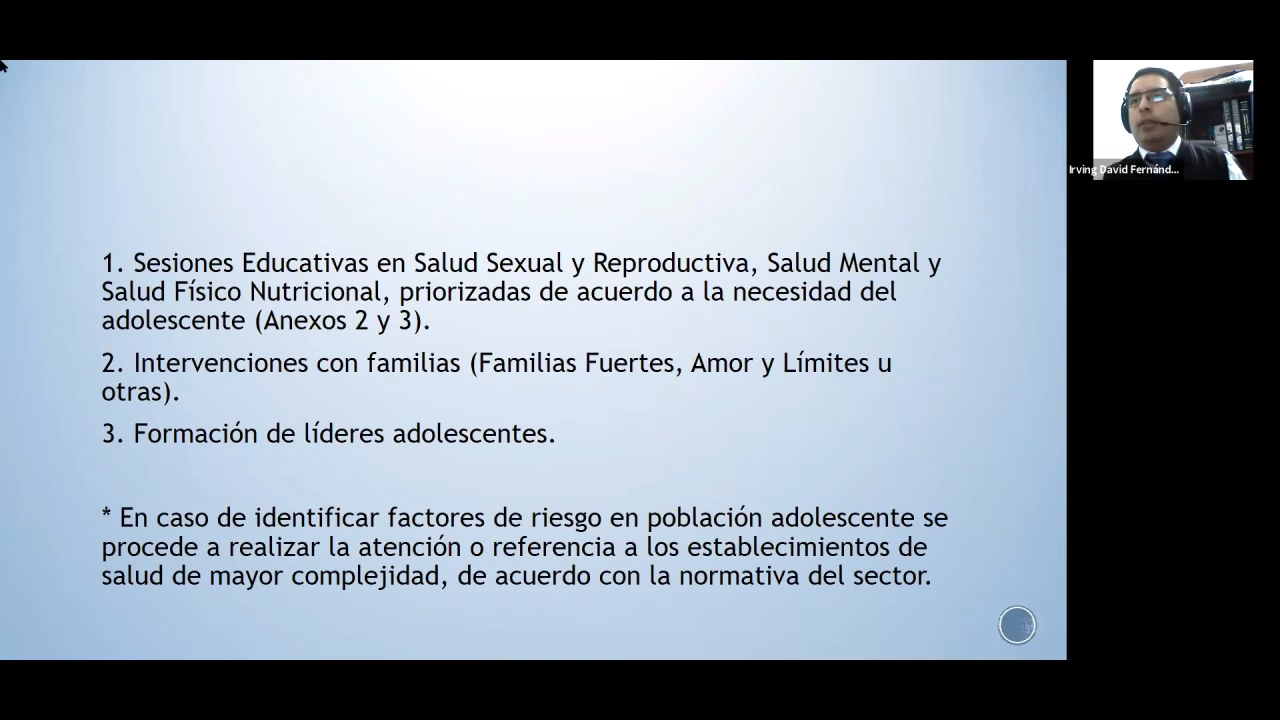 1. Sesiones Educativas en Salud Sexual y Reproductiva, Salud Mental y
Salud Físico Nutricional, priorizadas de acuerdo a la necesidad del
adolescente (Anexos 2 y 3).
2. Intervenciones con familias (Familias Fuertes, Amor y Límites u
otras).
3. Formación de líderes adolescentes.
* En caso de identificar factores de riesgo en población adolescente se
procede a realizar la atención o referencia a los establecimientos de
salud de mayor complejidad, de acuerdo con la normativa del sector.
Irving David Fernánd...